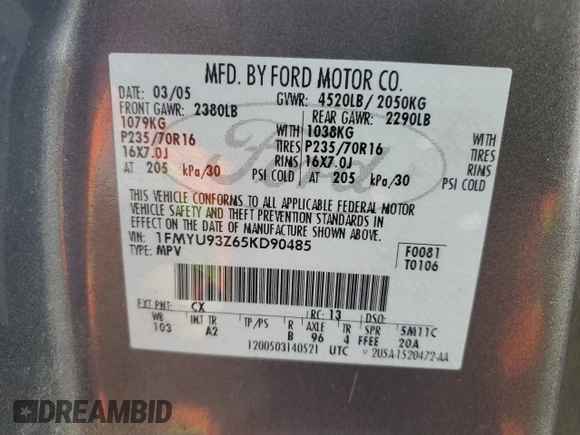 MFD. BY FORD MOTOR CO.
DATE: 03/05 GVWR: 4520LB/ 2050KG
FRONT GAWR: 2380LB REAR GAWR: 2290LB
1079KG WITH 1038KG WITH
P235/70R16 TIRES P235/70R16 TIRES
16X7.0J RIMS 16X7.0J RIMS
AT 205 kPa/30 PSI COLD AT 205 kPa/30 PSI COLD
Ford
THIS VEHICLE CONFORMS TO ALL APPLICABLE FEDERAL MOTOR
VEHICLE SAFETY AND THEFT PREVENTION STANDARDS IN
EFFECT ON THE DATE OF MANUFACTURE SHOWN ABOVE.
VIN: 1FMYU93Z65KD90485
TYPE: MPV
F0081
T0106
EXT PNT: CX RC: 13 DSO:
WB INT TR TP/PS R AXLE TR SPR 5M11C
103 A2 B 96 4 FFEE 20A
1200503140521 UTC 2U5A-1520472-AA
DREAMBID